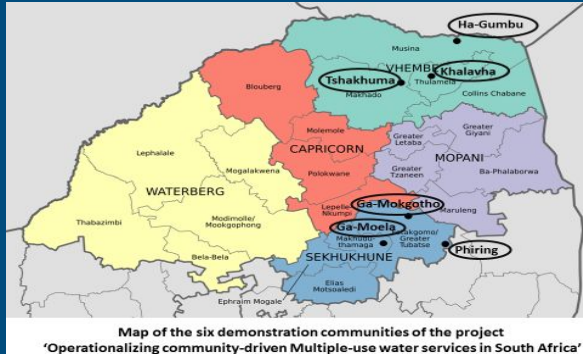 Ha-Gumbu
Musina
VHEMBE
Khalavha
Tshakhuma
Thulamela
Makhado
Collins Chabane
Blouberg
Molemole
Greater
Giyani
Greater
Letaba
CAPRICORN
MOPANI
Lephalale
Mogalakwena
Polokwane
Greater
Tzaneen
Ba-Phalaborwa
WATERBERG
Ga-Mokgotho
Lepelle-
Nkumpi
Maruleng
Thabazimbi
Modimolle/
Mookgophong
Ga-Moela
Makhudu-
thamaga
Greater
Tubatse
Phiring
Bela-Bela
SEKHUKHUNE
Elias
Motsoaledi
Ephraim Mogale
Map of the six demonstration communities of the project
'Operationalizing community-driven Multiple-use water services in South Africa'